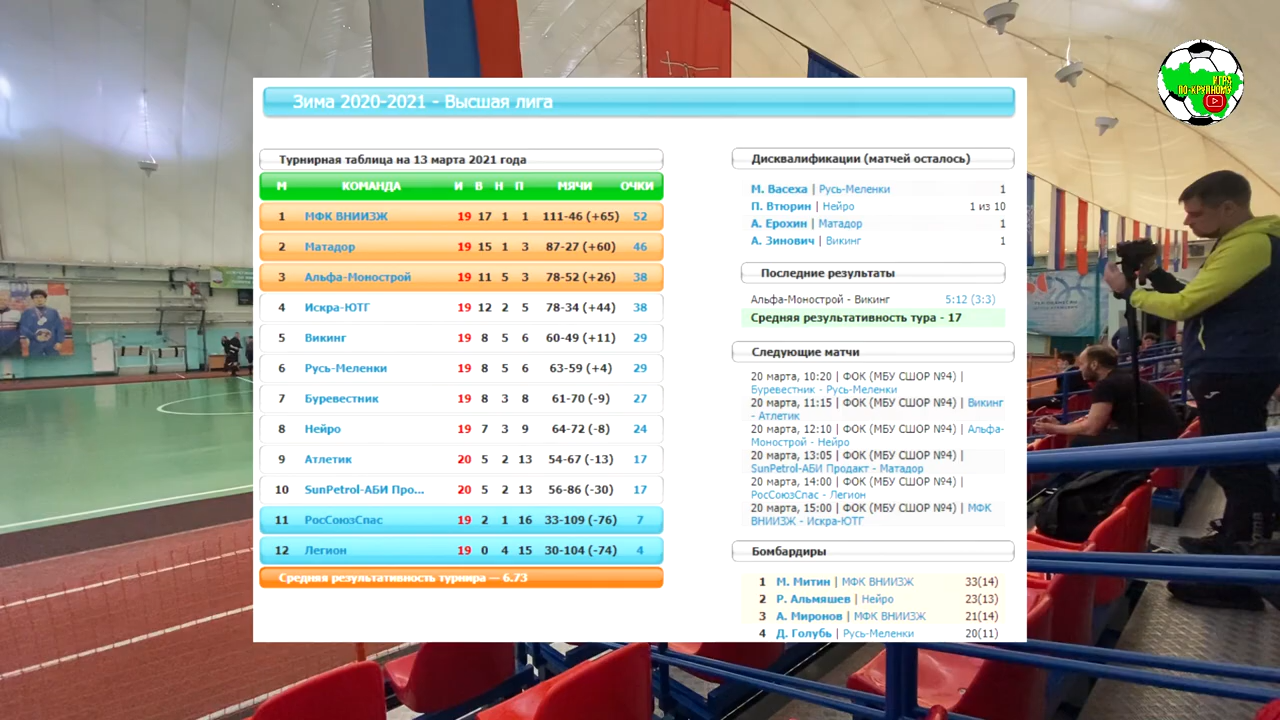 ИГРА
ПО-КРУПНОМУ
Зима 2020-2021 - Высшая лига
Турнирная таблица на 13 марта 2021 года
М КОМАНДА И В Н П МЯЧИ ОЧКИ
1 МФК ВНИИЗЖ 19 17 1 1 111-46 (+65) 52
2 Матадор 19 15 1 3 87-27 (+60) 46
3 Альфа-Монострой 19 11 5 3 78-52 (+26) 38
4 Искра-ЮТГ 19 12 2 5 78-34 (+44) 38
5 Викинг 19 8 5 6 60-49 (+11) 29
6 Русь-Меленки 19 8 5 6 63-59 (+4) 29
7 Буревестник 19 8 3 8 61-70 (-9) 27
8 Нейро 19 7 3 9 64-72 (-8) 24
9 Атлетик 20 5 2 13 54-67 (-13) 17
10 SunPetrol-АБИ Про... 20 5 2 13 56-86 (-30) 17
11 РосСоюзСпас 19 2 1 16 33-109 (-76) 7
12 Легион 19 0 4 15 30-104 (-74) 4
Средняя результативность турнира — 6.73
Дисквалификации (матчей осталось)
М. Васеха | Русь-Меленки 1
П. Втюрин | Нейро 1 из 10
А. Ерохин | Матадор 1
А. Зинович | Викинг 1
Последние результаты
Альфа-Монострой - Викинг 5:12 (3:3)
Средняя результативность тура - 17
Следующие матчи
20 марта, 10:20 | ФОК (МБУ СШОР №4) |
Буревестник - Русь-Меленки
20 марта, 11:15 | ФОК (МБУ СШОР №4) | Викинг
- Атлетик
20 марта, 12:10 | ФОК (МБУ СШОР №4) | Альфа-
Монострой - Нейро
20 марта, 13:05 | ФОК (МБУ СШОР №4) |
SunPetrol-АБИ Продакт - Матадор
20 марта, 14:00 | ФОК (МБУ СШОР №4) |
РосСоюзСпас - Легион
20 марта, 15:00 | ФОК (МБУ СШОР №4) | МФК
ВНИИЗЖ - Искра-ЮТГ
Бомбардиры
1 М. Митин | МФК ВНИИЗЖ 33(14)
2 Р. Альмяшев | Нейро 23(13)
3 А. Миронов | МФК ВНИИЗЖ 21(14)
4 Д. Голубь | Русь-Меленки 20(11)